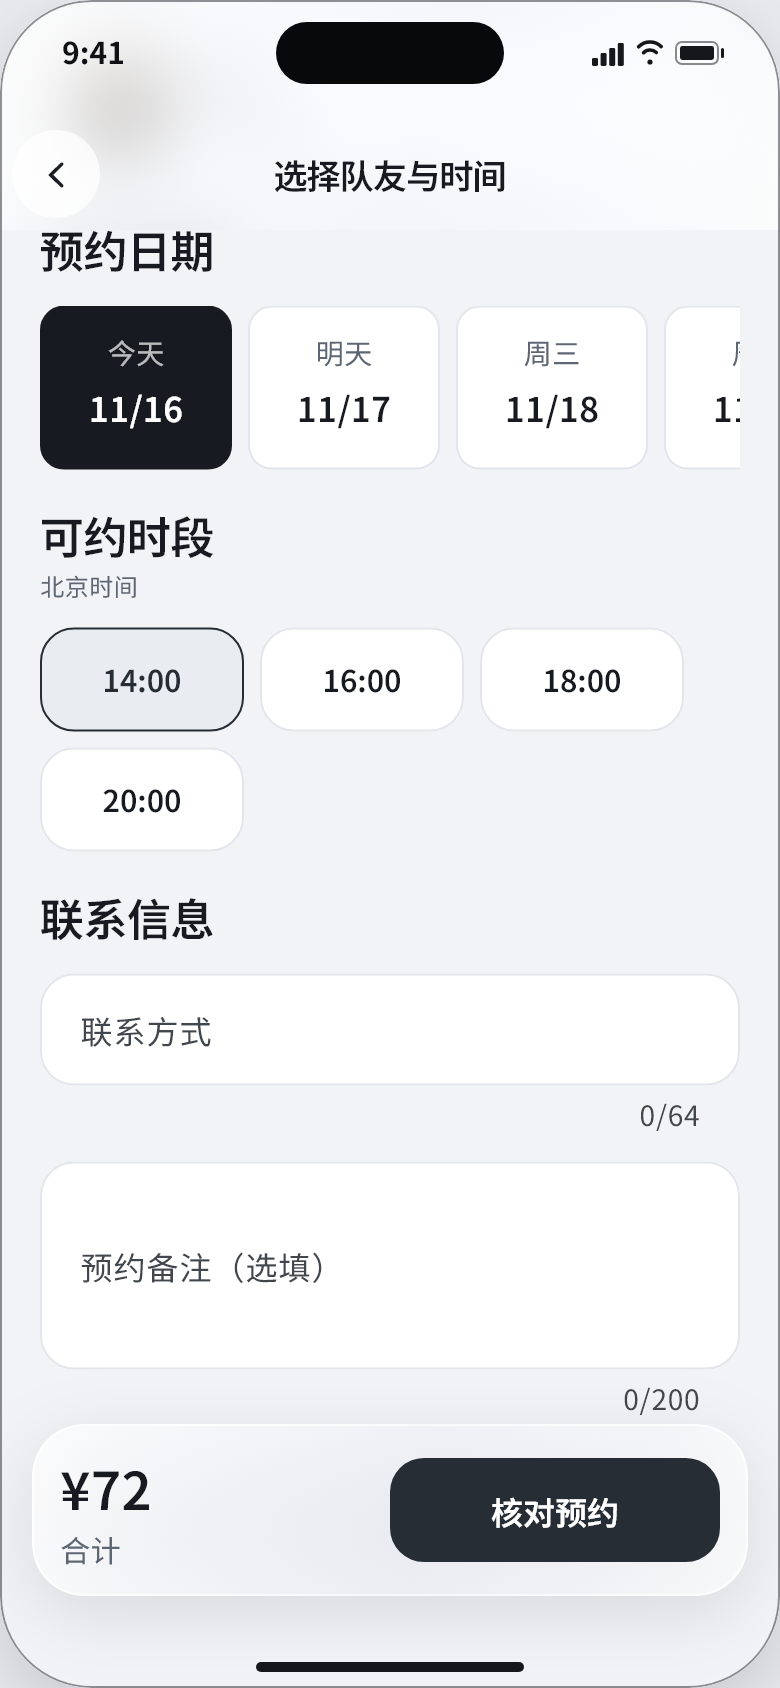 9:41
选择队友与时间
预约日期
今天
明天
周三
11/16
11/17
11/18
可约时段
北京时间
14:00
16:00
18:00
20:00
联系信息
联系方式
0/64
预约备注（选填）
0/200
¥72
合计
核对预约